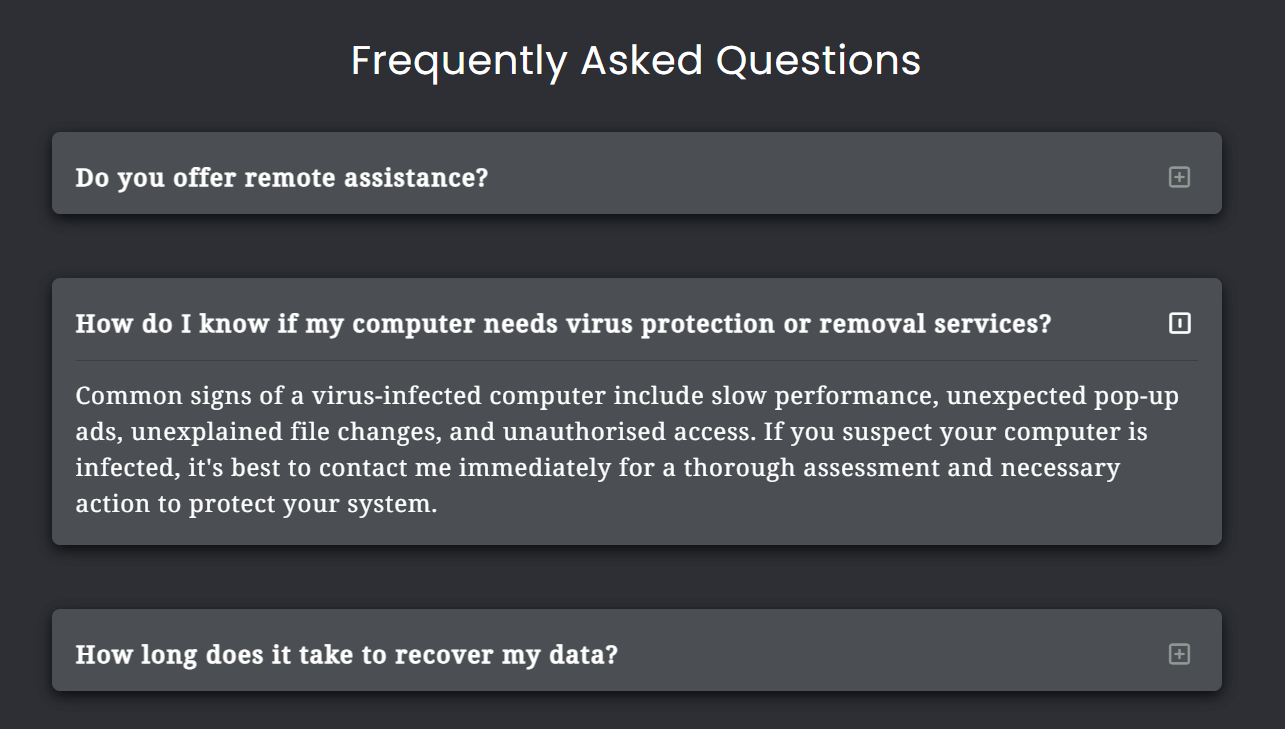 Frequently Asked Questions
Do you offer remote assistance?
How do I know if my computer needs virus protection or removal services?
Common signs of a virus-infected computer include slow performance, unexpected pop-up
ads, unexplained file changes, and unauthorised access. If you suspect your computer is
infected, it's best to contact me immediately for a thorough assessment and necessary
action to protect your system.
How long does it take to recover my data?